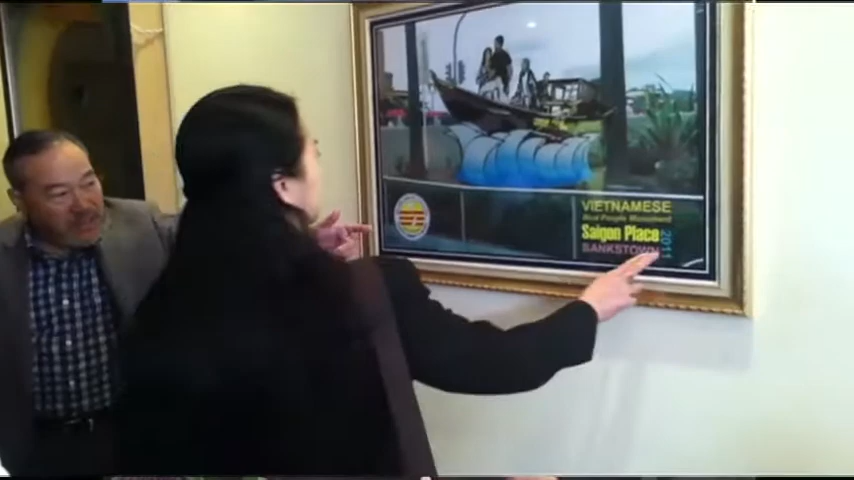 VIETNAMESE
Boat People Monument
Saigon Place
BANKSTOWN
2011